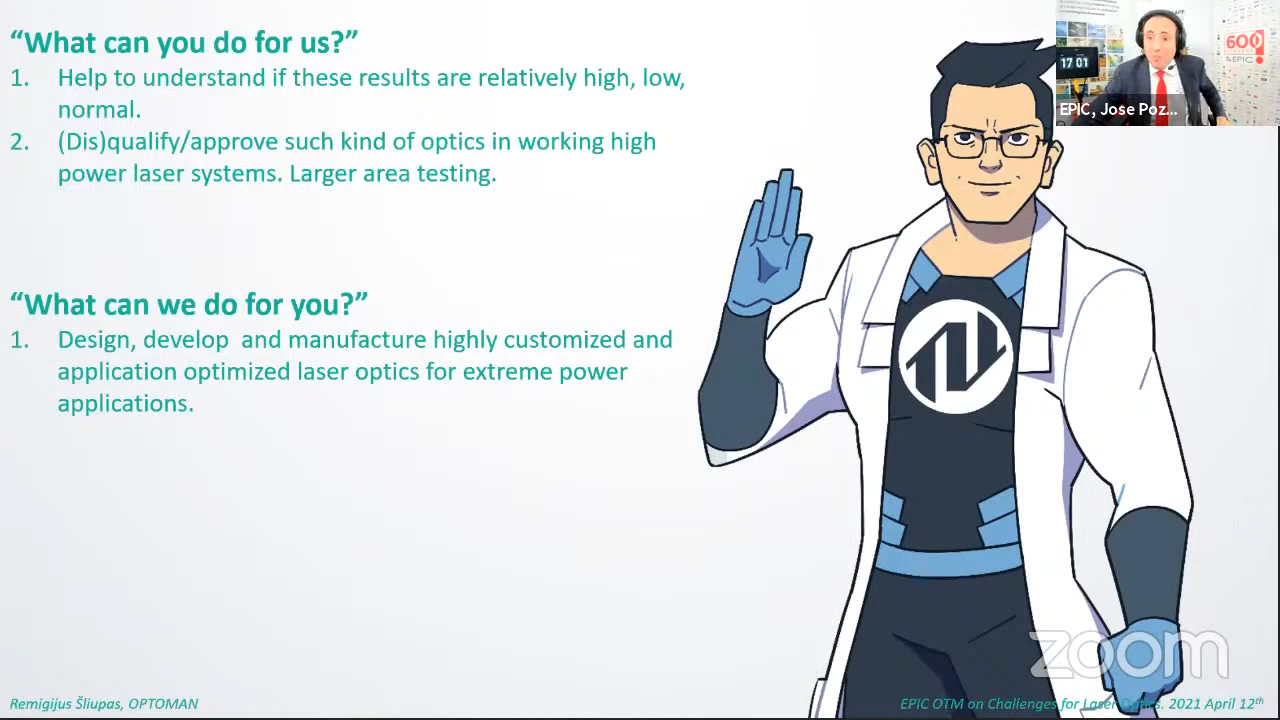 “What can you do for us?”
1. Help to understand if these results are relatively high, low,
normal.
2. (Dis)qualify/approve such kind of optics in working high
power laser systems. Larger area testing.
“What can we do for you?”
1. Design, develop and manufacture highly customized and
application optimized laser optics for extreme power
applications.
17 01
600
EPIC
EPIC, Jose Poz...
zoom
Remigijus Šliupas, OPTOMAN
EPIC OTM on Challenges for Laser Optics. 2021 April 12th